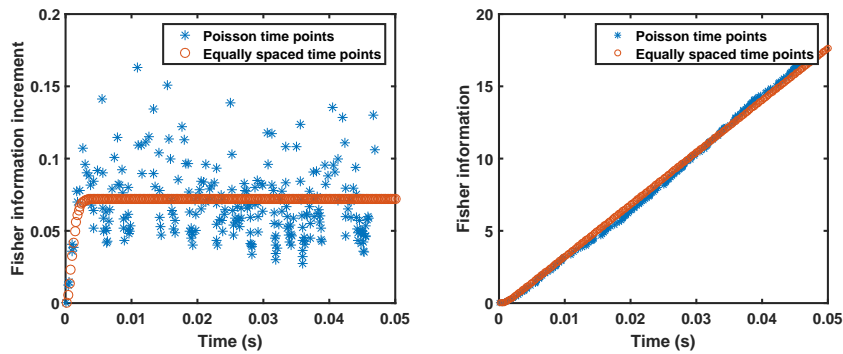 Fisher information increment
0.2
0.15
0.1
0.05
0
Poisson time points
Equally spaced time points
0
0.01
0.02
0.03
0.04
0.05
Time (s)
Fisher information
20
15
10
5
0
Poisson time points
Equally spaced time points
0
0.01
0.02
0.03
0.04
0.05
Time (s)